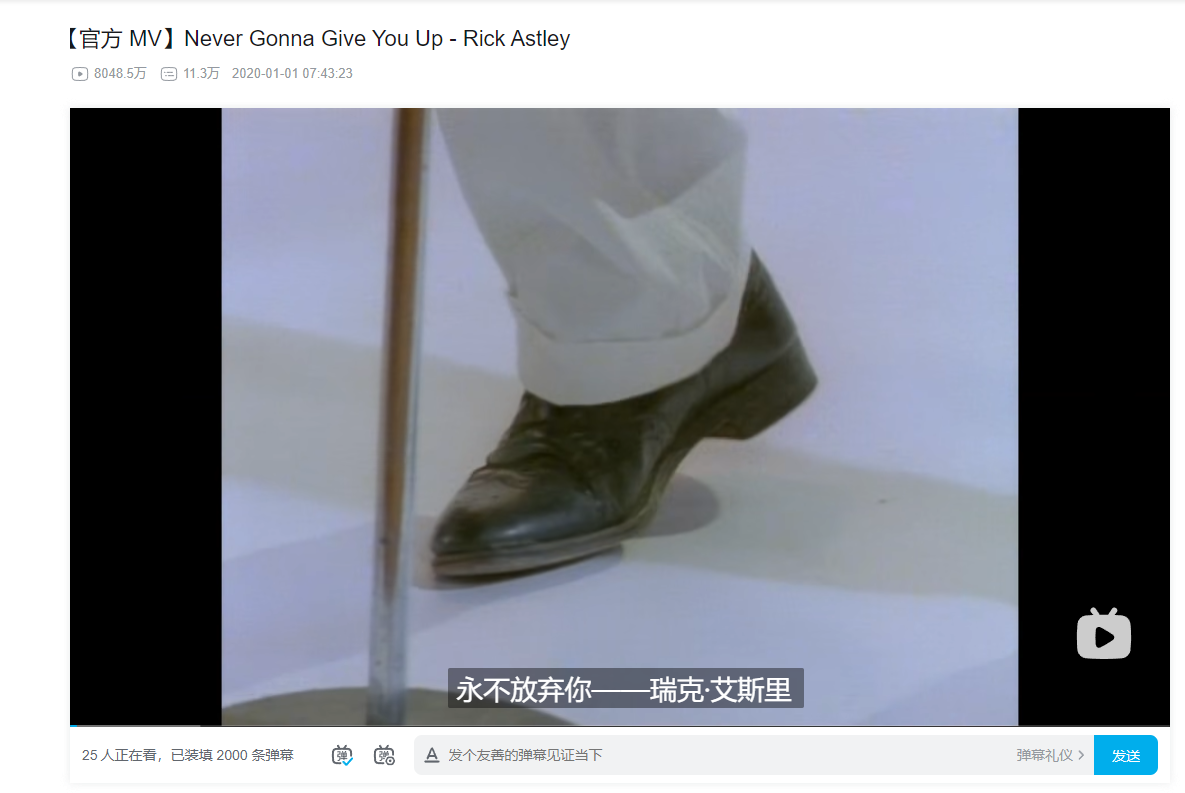 【官方 MV】Never Gonna Give You Up - Rick Astley
8048.5万 11.3万 2020-01-01 07:43:23
永不放弃你——瑞克·艾斯里
25 人正在看，已装填 2000 条弹幕 弹 弹 A 发个友善的弹幕见证当下 弹幕礼仪 > 发送